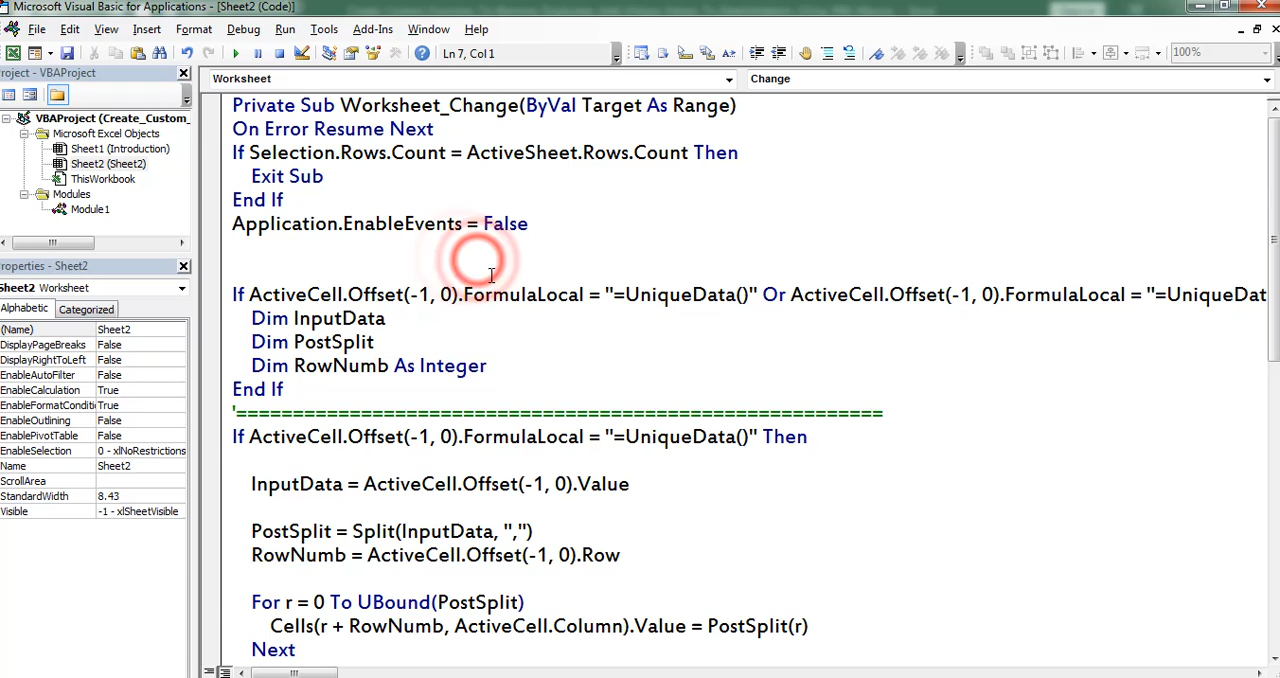 Microsoft Visual Basic for Applications - [Sheet2 (Code)]
File Edit View Insert Format Debug Run Tools Add-Ins Window Help
Ln 7, Col 1
100%
roject - VBAProject
Worksheet
Change
VBAProject (Create_Custom_
Microsoft Excel Objects
Sheet1 (Introduction)
Sheet2 (Sheet2)
ThisWorkbook
Modules
Module1
roperties - Sheet2
Sheet2 Worksheet
Alphabetic Categorized
(Name) Sheet2
DisplayPageBreaks False
DisplayRightToLeft False
EnableAutoFilter False
EnableCalculation True
EnableFormatConditi True
EnableOutlining False
EnablePivotTable False
EnableSelection 0 - xlNoRestrictions
Name Sheet2
ScrollArea
StandardWidth 8.43
Visible -1 - xlSheetVisible
Private Sub Worksheet_Change(ByVal Target As Range)
On Error Resume Next
If Selection.Rows.Count = ActiveSheet.Rows.Count Then
Exit Sub
End If
Application.EnableEvents = False
If ActiveCell.Offset(-1, 0).FormulaLocal = "=UniqueData()" Or ActiveCell.Offset(-1, 0).FormulaLocal = "=UniqueDat
Dim InputData
Dim PostSplit
Dim RowNumb As Integer
End If
'=========================================================
If ActiveCell.Offset(-1, 0).FormulaLocal = "=UniqueData()" Then
InputData = ActiveCell.Offset(-1, 0).Value
PostSplit = Split(InputData, ",")
RowNumb = ActiveCell.Offset(-1, 0).Row
For r = 0 To UBound(PostSplit)
Cells(r + RowNumb, ActiveCell.Column).Value = PostSplit(r)
Next